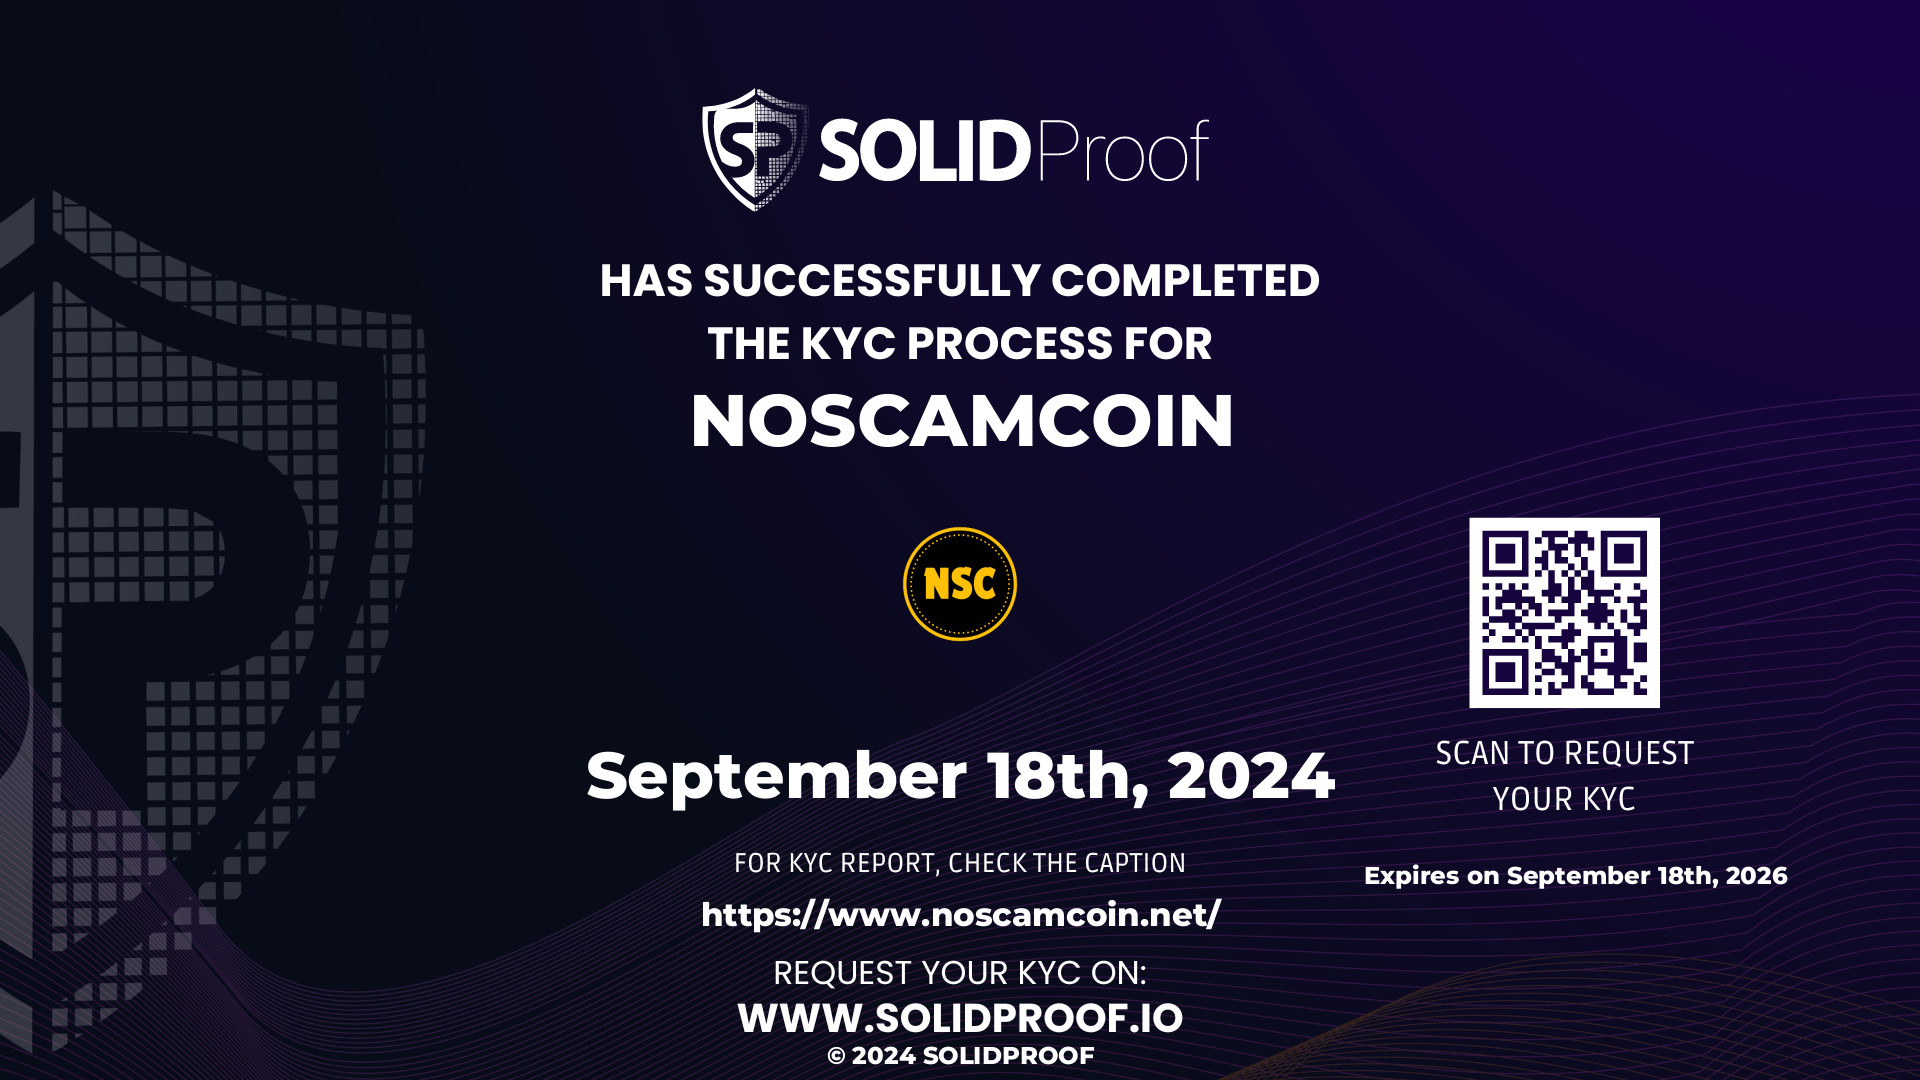 SP SOLIDProof
HAS SUCCESSFULLY COMPLETED
THE KYC PROCESS FOR
NOSCAMCOIN
NSC
September 18th, 2024
SCAN TO REQUEST
YOUR KYC
FOR KYC REPORT, CHECK THE CAPTION
Expires on September 18th, 2026
https://www.noscamcoin.net/
REQUEST YOUR KYC ON:
WWW.SOLIDPROOF.IO
© 2024 SOLIDPROOF